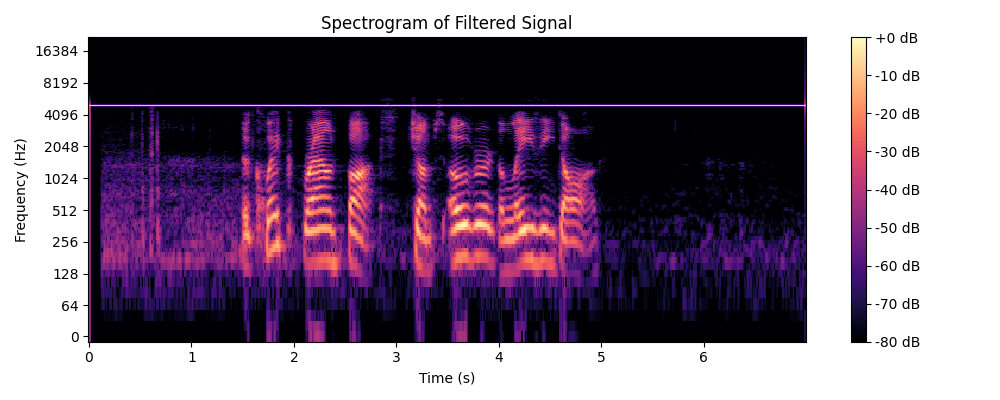 Spectrogram of Filtered Signal
16384
8192
4096
2048
1024
512
256
128
64
0
Frequency (Hz)
0 1 2 3 4 5 6
Time (s)
+0 dB
-10 dB
-20 dB
-30 dB
-40 dB
-50 dB
-60 dB
-70 dB
-80 dB